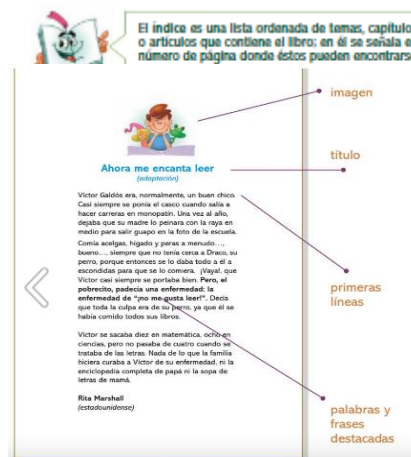 El índice es una lista ordenada de temas, capítulo
o artículos que contiene el libro; en él se señala e
número de página donde éstos pueden encontrars
imagen
Ahora me encanta leer
(adaptación)
título
Víctor Galdós era, normalmente, un buen chico.
Casi siempre se ponía el casco cuando salía a
hacer carreras en monopatín. Una vez al año,
dejaba que su madre lo peinara con la raya en
medio para salir guapo en la foto de la escuela.
Comía acelgas, hígado y peras a menudo...,
bueno..., siempre que no tenía cerca a Draco, su
perro, porque entonces se lo daba todo a él a
escondidas para que se lo comiera. ¡Vaya!, que
Víctor casi siempre se portaba bien. Pero, el
pobrecito, padecía una enfermedad: la
enfermedad de "¡no me gusta leer!". Decía
que toda la culpa era de su perro, ya que él se
había comido todos sus libros.
primeras
líneas
Víctor se sacaba diez en matemática, ocho en
ciencias, pero no pasaba de cuatro cuando se
trataba de las letras. Nada de lo que la familia
hiciera curaba a Víctor de su enfermedad, ni la
enciclopedia completa de papá ni la sopa de
letras de mamá.
Rita Marshall
(estadounidense)
palabras y
frases
destacadas